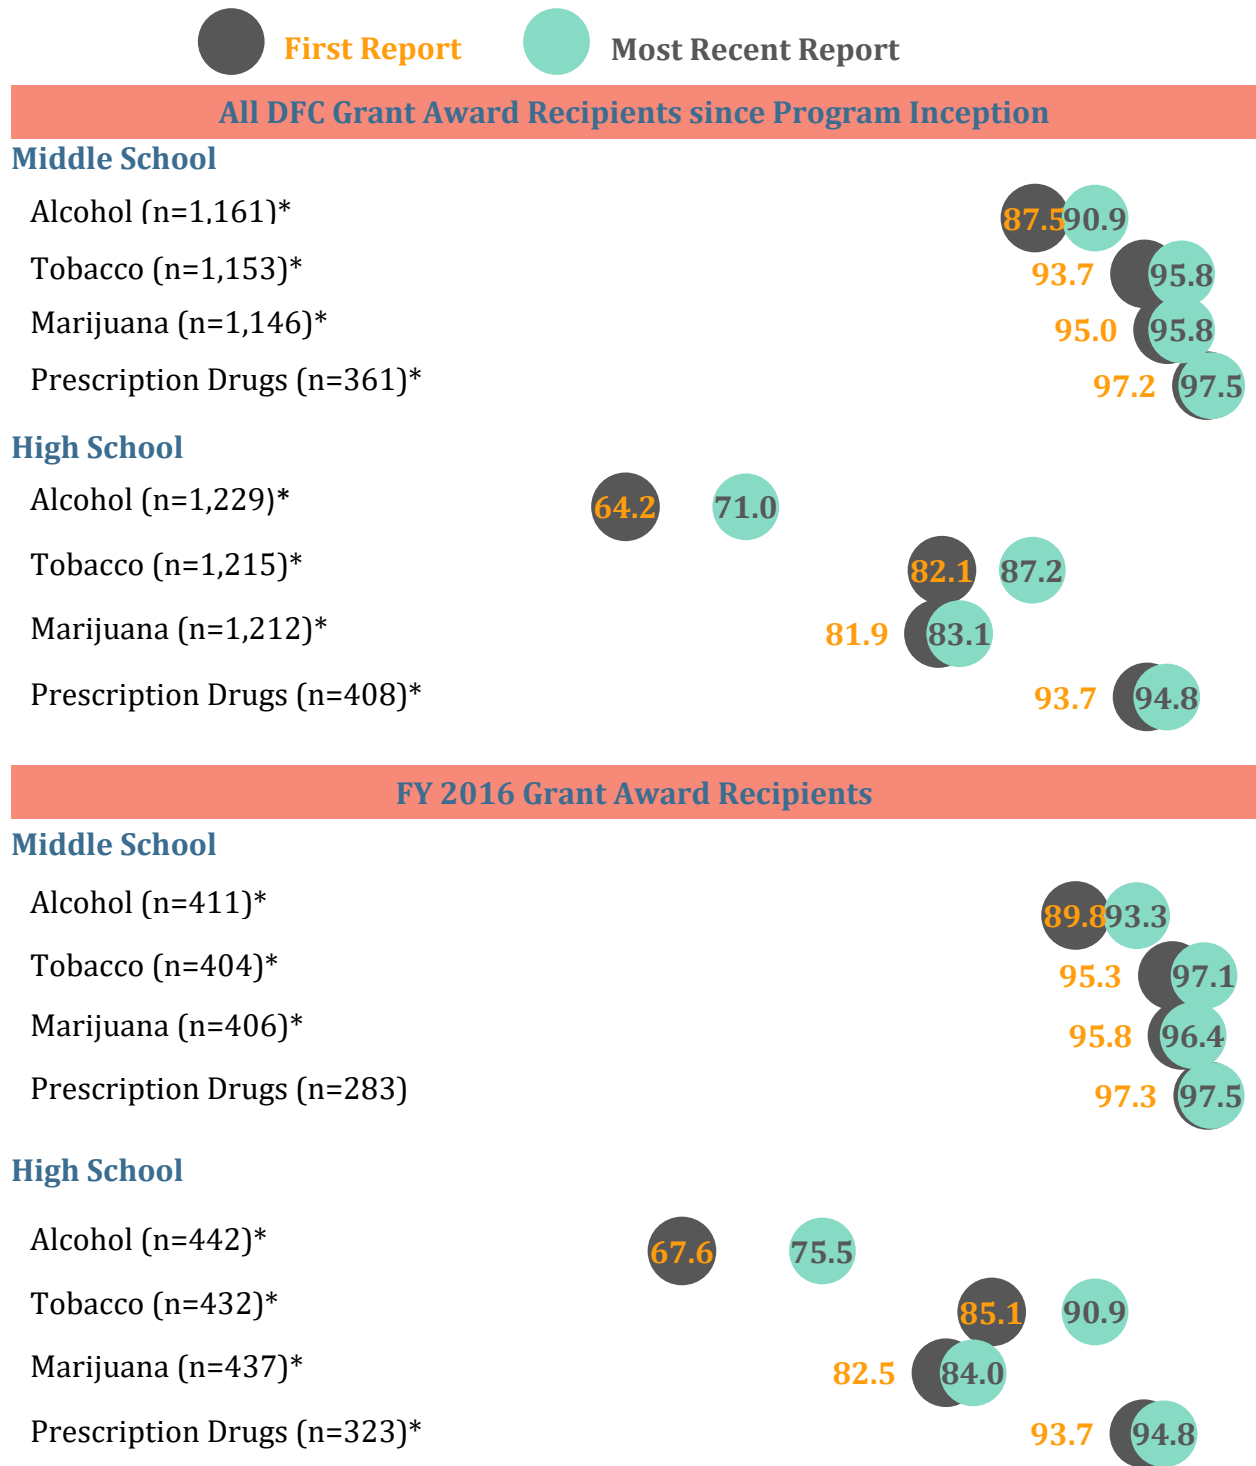 First Report Most Recent Report
All DFC Grant Award Recipients since Program Inception
Middle School
Alcohol (n=1,161)* 87.5 90.9
Tobacco (n=1,153)* 93.7 95.8
Marijuana (n=1,146)* 95.0 95.8
Prescription Drugs (n=361)* 97.2 97.5
High School
Alcohol (n=1,229)* 64.2 71.0
Tobacco (n=1,215)* 82.1 87.2
Marijuana (n=1,212)* 81.9 83.1
Prescription Drugs (n=408)* 93.7 94.8
FY 2016 Grant Award Recipients
Middle School
Alcohol (n=411)* 89.8 93.3
Tobacco (n=404)* 95.3 97.1
Marijuana (n=406)* 95.8 96.4
Prescription Drugs (n=283) 97.3 97.5
High School
Alcohol (n=442)* 67.6 75.5
Tobacco (n=432)* 85.1 90.9
Marijuana (n=437)* 82.5 84.0
Prescription Drugs (n=323)* 93.7 94.8